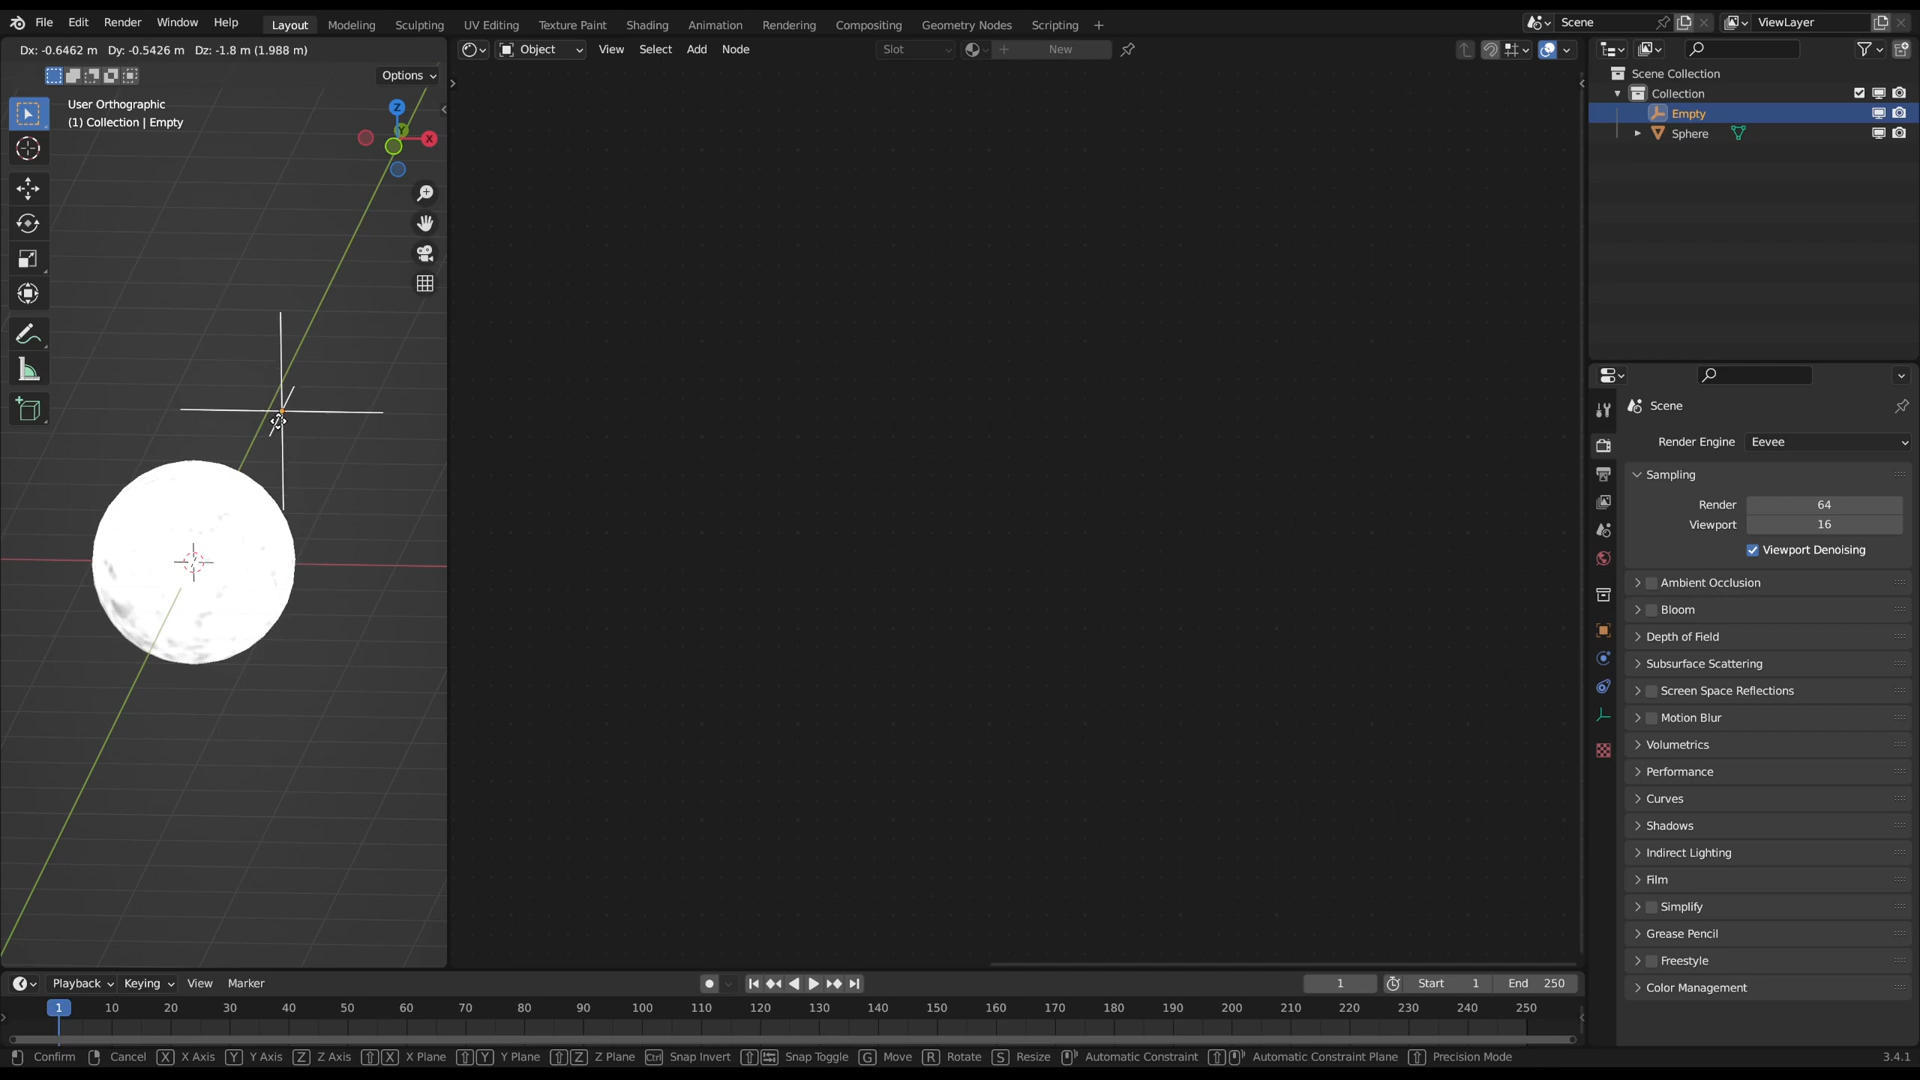 File Edit Render Window Help Layout Modeling Sculpting UV Editing Texture Paint Shading Animation Rendering Compositing Geometry Nodes Scripting + Scene ViewLayer
Dx: -0.6462 m Dy: -0.5426 m Dz: -1.8 m (1.988 m) Object View Select Add Node Slot New
Options
User Orthographic
(1) Collection | Empty
Z
Y
X
Scene Collection
Collection
Empty
Sphere
Scene
Render Engine Eevee
Sampling
Render 64
Viewport 16
Viewport Denoising
Ambient Occlusion
Bloom
Depth of Field
Subsurface Scattering
Screen Space Reflections
Motion Blur
Volumetrics
Performance
Curves
Shadows
Indirect Lighting
Film
Simplify
Grease Pencil
Freestyle
Color Management
Playback Keying View Marker 1 Start 1 End 250
1 10 20 30 40 50 60 70 80 90 100 110 120 130 140 150 160 170 180 190 200 210 220 230 240 250
Confirm Cancel X X Axis Y Y Axis Z Z Axis X X Plane Y Y Plane Z Z Plane Ctrl Snap Invert Snap Toggle G Move R Rotate S Resize Automatic Constraint Automatic Constraint Plane Precision Mode 3.4.1